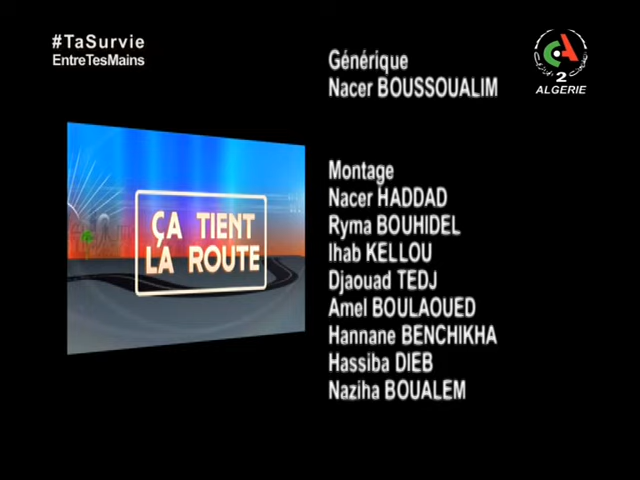 #TaSurvie
EntreTesMains
Générique
Nacer BOUSSOUALIM
2
ALGERIE
ÇA TIENT
LA ROUTE
Montage
Nacer HADDAD
Ryma BOUHIDEL
Ihab KELLOU
Djaouad TEDJ
Amel BOULAOUED
Hannane BENCHIKHA
Hassiba DIEB
Naziha BOUALEM